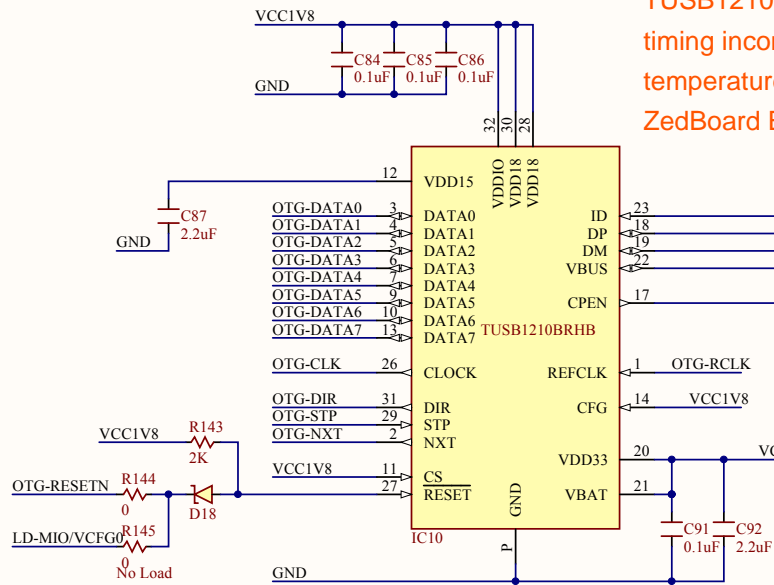 TUSB1210
timing incor
temperature
ZedBoard E
VCC1V8
C84
0.1uF
C85
0.1uF
C86
0.1uF
GND
32
30
28
VDDIO
VDD18
VDD18
12
VDD15
C87
2.2uF
GND
OTG-DATA0
3
DATA0
OTG-DATA1
4
DATA1
OTG-DATA2
5
DATA2
OTG-DATA3
6
DATA3
OTG-DATA4
7
DATA4
OTG-DATA5
9
DATA5
OTG-DATA6
10
DATA6
OTG-DATA7
13
DATA7
TUSB1210BRHB
ID
23
DP
18
DM
19
VBUS
22
CPEN
17
OTG-CLK
26
CLOCK
REFCLK
1
OTG-RCLK
OTG-DIR
31
DIR
CFG
14
VCC1V8
OTG-STP
29
STP
OTG-NXT
2
NXT
VCC1V8
R143
2K
VCC1V8
11
CS
27
RESET
VDD33
20
VC
VBAT
21
GND
OTG-RESETN
R144
0
D18
LD-MIO/VCFG0
R145
0
No Load
IC10
P
C91
0.1uF
C92
2.2uF
GND